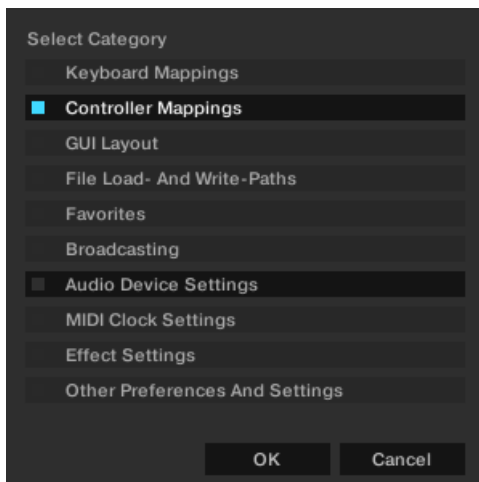 Select Category
Keyboard Mappings
Controller Mappings
GUI Layout
File Load- And Write-Paths
Favorites
Broadcasting
Audio Device Settings
MIDI Clock Settings
Effect Settings
Other Preferences And Settings
OK Cancel